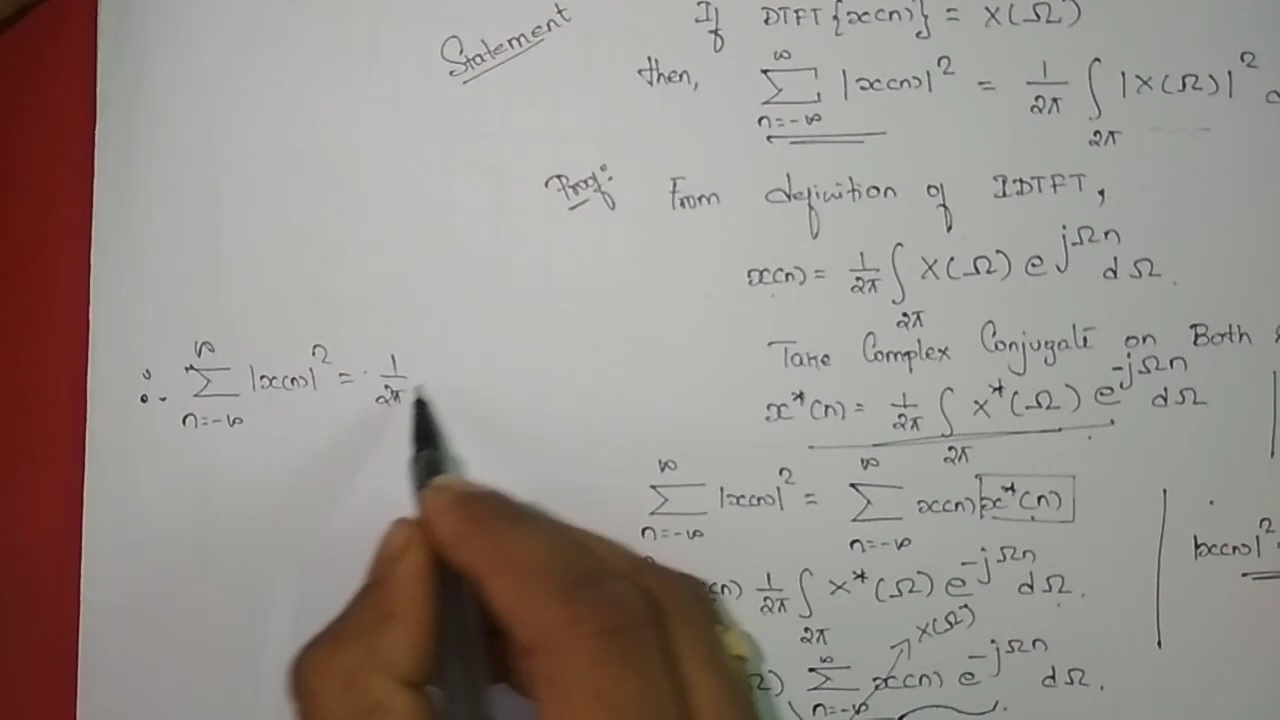 Statement If DTFT{x(n)} = X(Ω)
then, ∞ ∑ n=-∞ |x(n)|² = 1/2π ∫ 2π |X(Ω)|²
Proof: From definition of IDTFT,
x(n) = 1/2π ∫ 2π X(Ω) e^jΩn dΩ.
Take Complex Conjugate on Both
x*(n) = 1/2π ∫ 2π X*(Ω) e^-jΩn dΩ
∞ ∑ n=-∞ |x(n)|² = ∞ ∑ n=-∞ x(n) x*(n)
|x(n)|²
(n) 1/2π ∫ 2π X*(Ω) e^-jΩn dΩ.
X(Ω)
) ∞ ∑ n=-∞ x(n) e^-jΩn dΩ.
∴ ∞ ∑ n=-∞ |x(n)|² = 1/2π